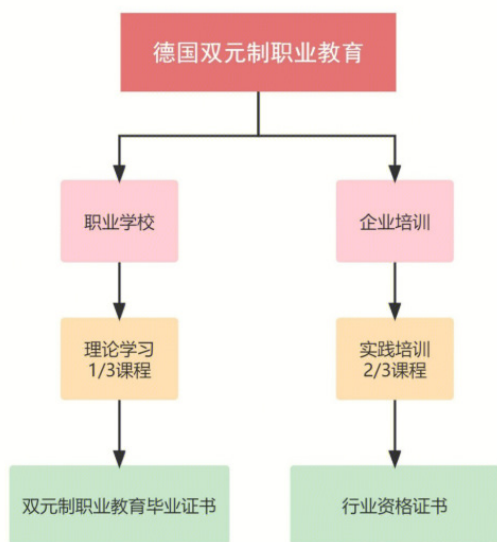 德国双元制职业教育
职业学校
企业培训
理论学习
1/3课程
实践培训
2/3课程
双元制职业教育毕业证书
行业资格证书